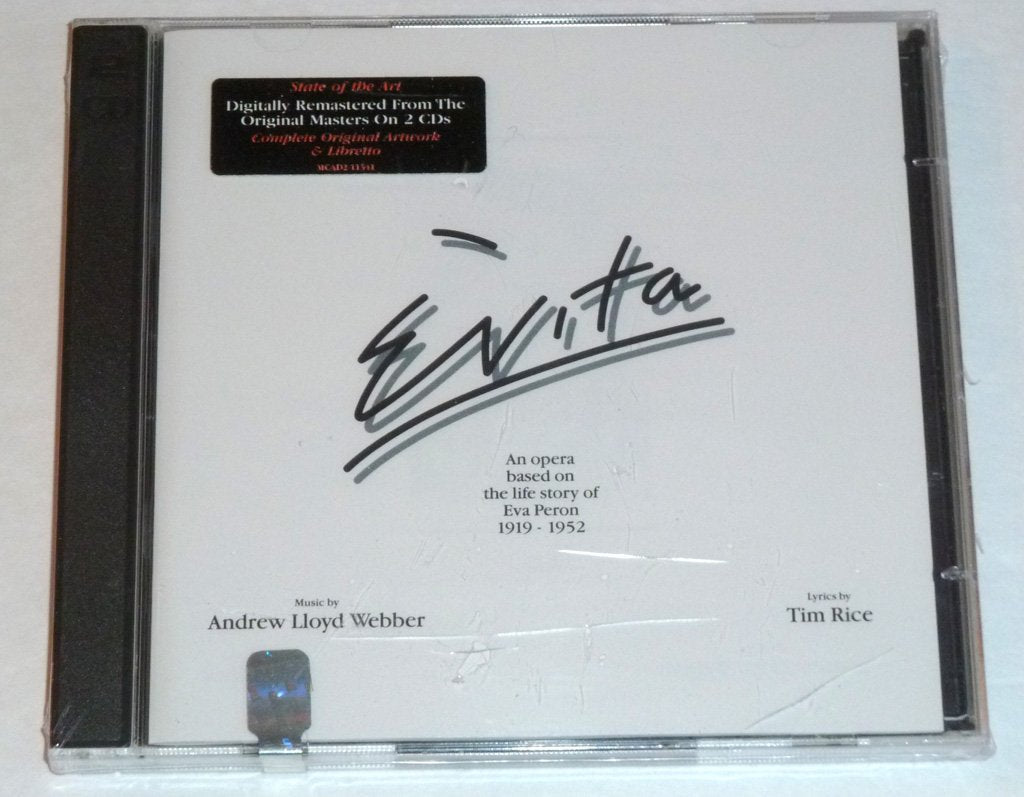 State of the Art
Digitally Remastered From The
Original Masters On 2 CDs
Complete Original Artwork
& Libretto
Evita
An opera
based on
the life story of
Eva Peron
1919 - 1952
Music by
Andrew Lloyd Webber
Lyrics by
Tim Rice